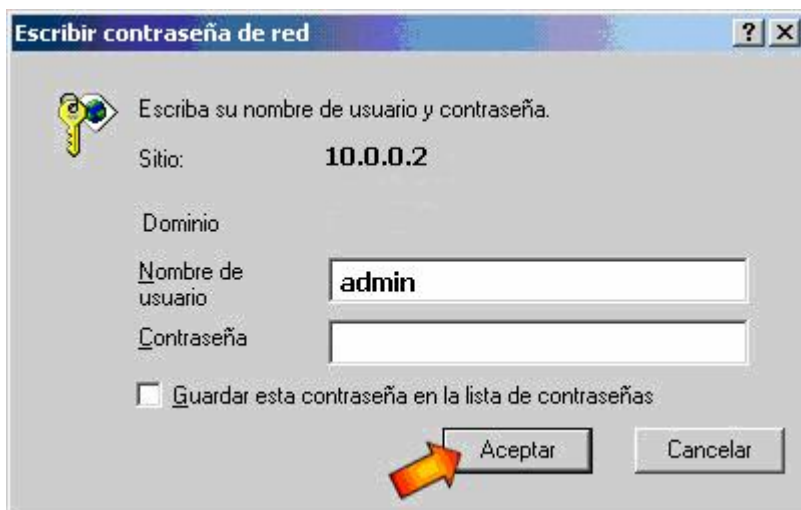 Escribir contraseña de red
Escriba su nombre de usuario y contraseña.
Sitio: 10.0.0.2
Dominio
Nombre de usuario admin
Contraseña
Guardar esta contraseña en la lista de contraseñas
Aceptar Cancelar